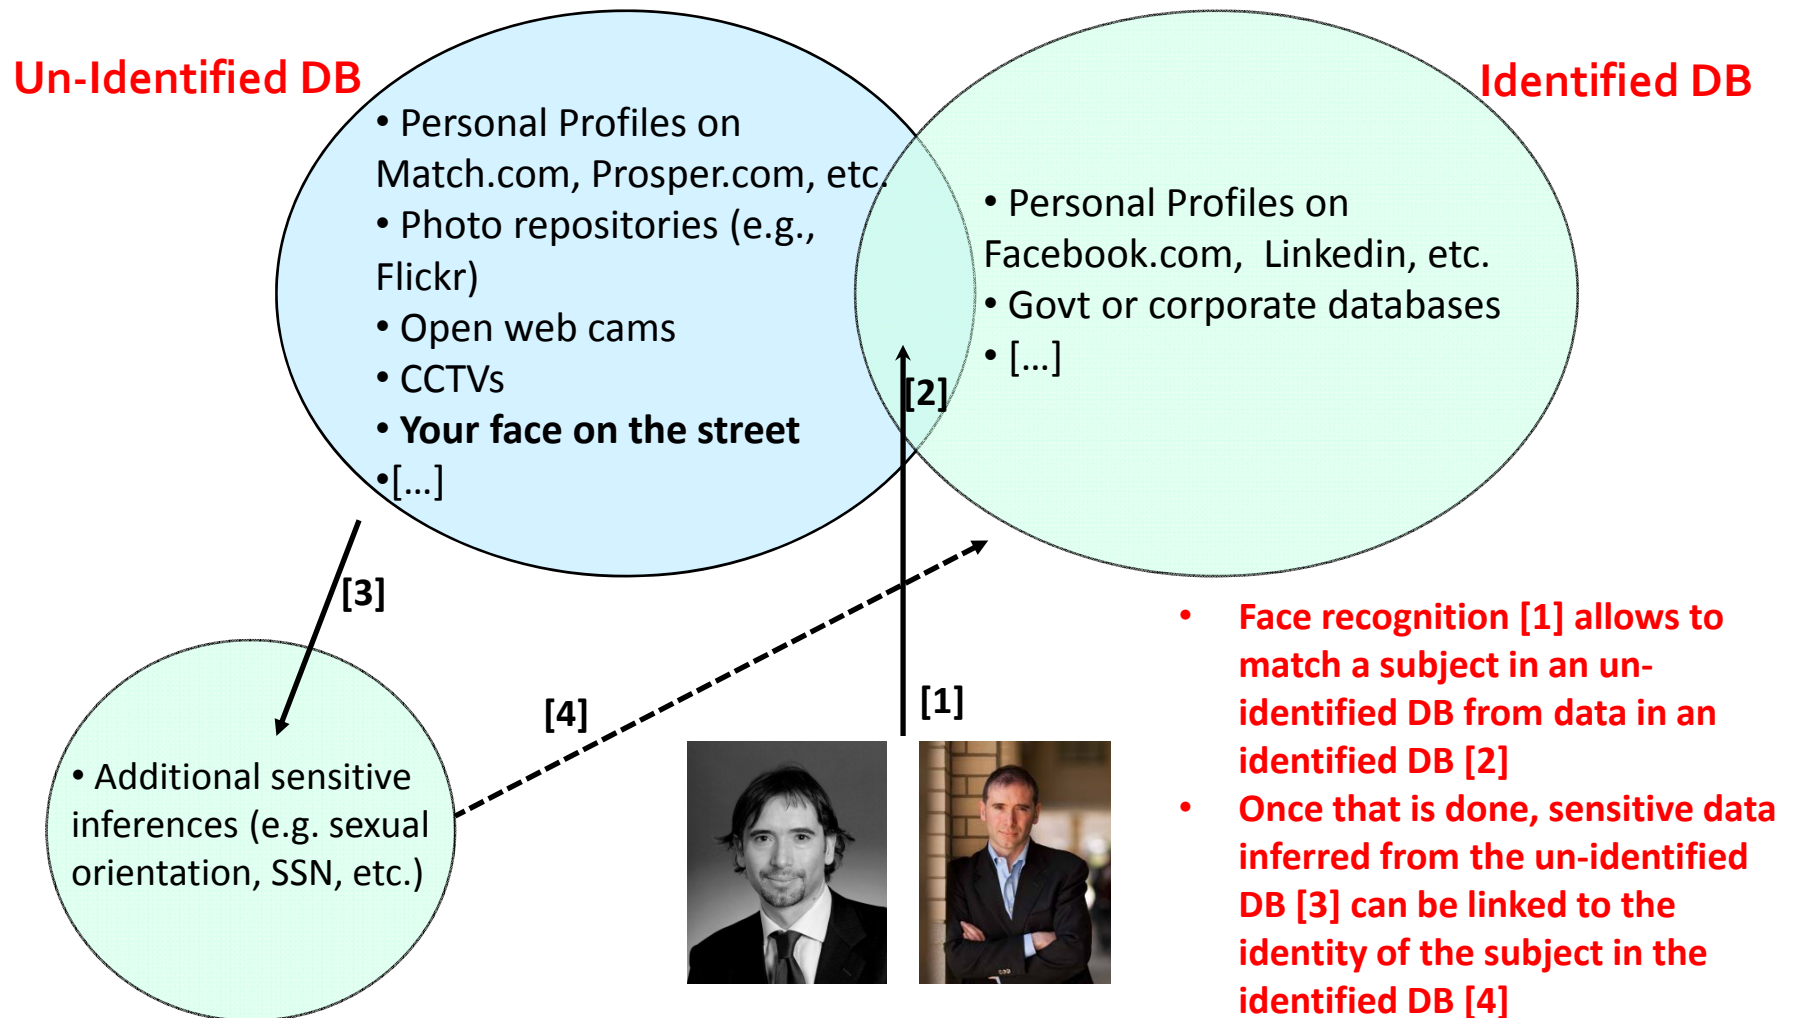 Un-Identified DB
Identified DB
• Personal Profiles on
Match.com, Prosper.com, etc.
• Photo repositories (e.g.,
Flickr)
• Open web cams
• CCTVs
• Your face on the street
•[…]
• Personal Profiles on
Facebook.com, Linkedin, etc.
• Govt or corporate databases
• […]
[2]
[3]
[4]
[1]
• Additional sensitive
inferences (e.g. sexual
orientation, SSN, etc.)
• Face recognition [1] allows to
match a subject in an un-
identified DB from data in an
identified DB [2]
• Once that is done, sensitive data
inferred from the un-identified
DB [3] can be linked to the
identity of the subject in the
identified DB [4]